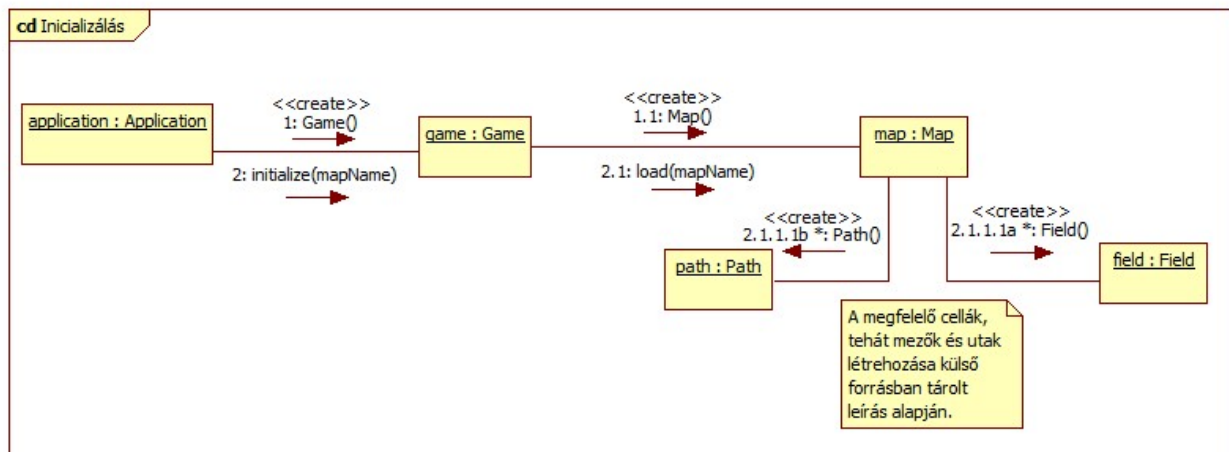 cd Inicializálás
<<create>>
1: Game()
<<create>>
1.1: Map()
application : Application
game : Game
map : Map
2: initialize(mapName)
2.1: load(mapName)
<<create>>
2.1.1.1b *: Path()
<<create>>
2.1.1.1a *: Field()
path : Path
field : Field
A megfelelő cellák,
tehát mezők és utak
létrehozása külső
forrásban tárolt
leírás alapján.